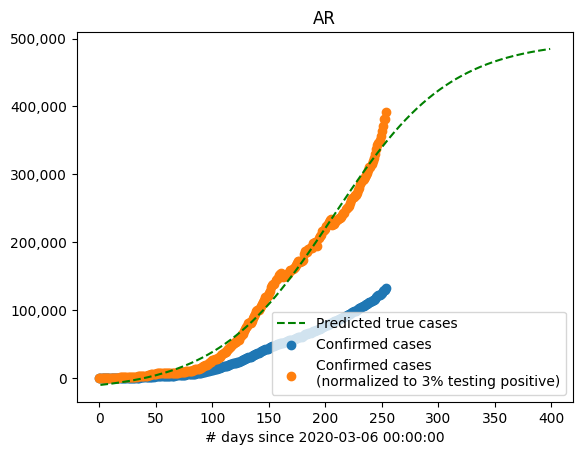 AR
500,000
400,000
300,000
200,000
100,000
0
Predicted true cases
Confirmed cases
Confirmed cases
(normalized to 3% testing positive)
0 50 100 150 200 250 300 350 400
# days since 2020-03-06 00:00:00